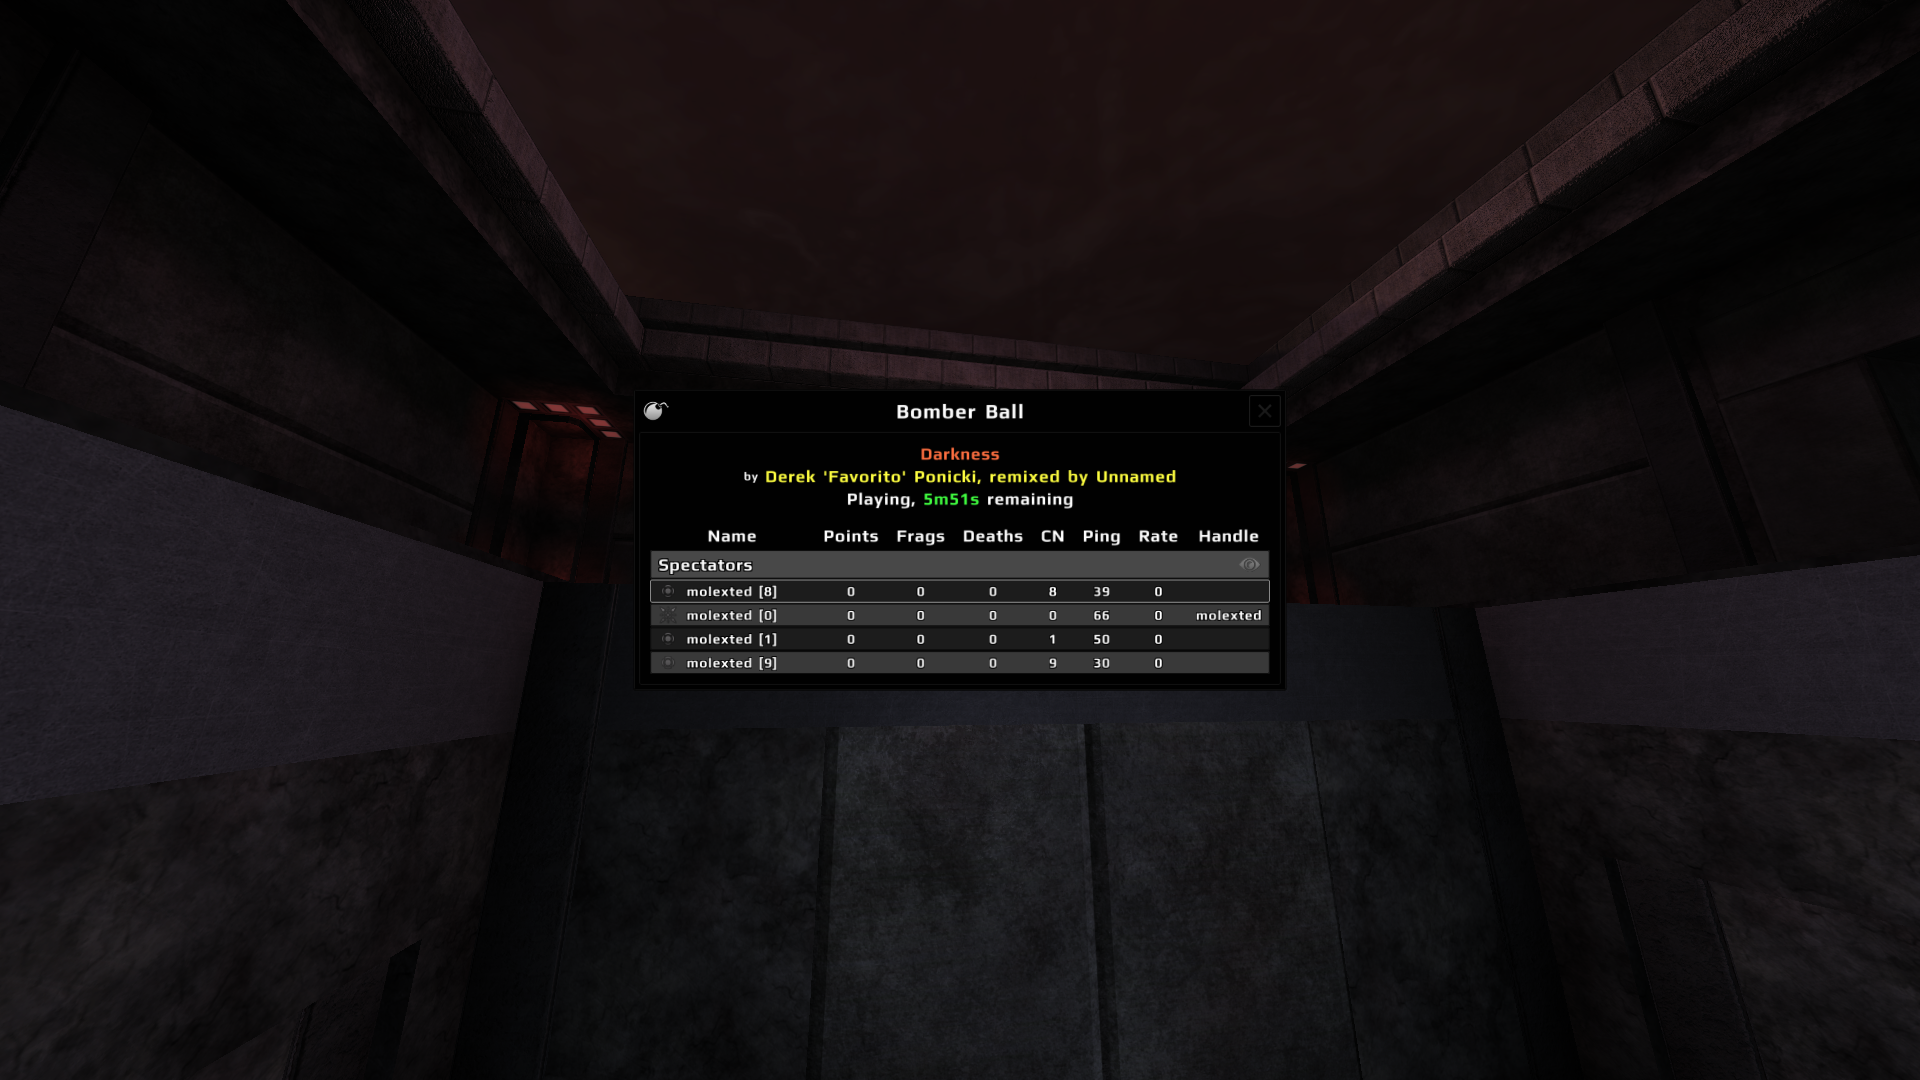 Bomber Ball
Darkness
by Derek 'Favorito' Ponicki, remixed by Unnamed
Playing, 5m51s remaining
Name Points Frags Deaths CN Ping Rate Handle
Spectators
molexted [8] 0 0 0 8 39 0
molexted [0] 0 0 0 0 66 0 molexted
molexted [1] 0 0 0 1 50 0
molexted [9] 0 0 0 9 30 0